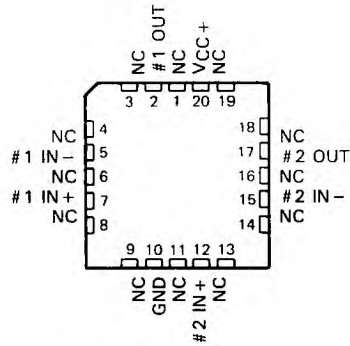 NC
#1 OUT
NC
VCC+
NC
3 2 1 20 19
NC 4
#1 IN- 5
NC 6
#1 IN+ 7
NC 8
18 NC
17 #2 OUT
16 NC
15 #2 IN-
14 NC
9 10 11 12 13
NC
GND
NC
#2 IN+
NC